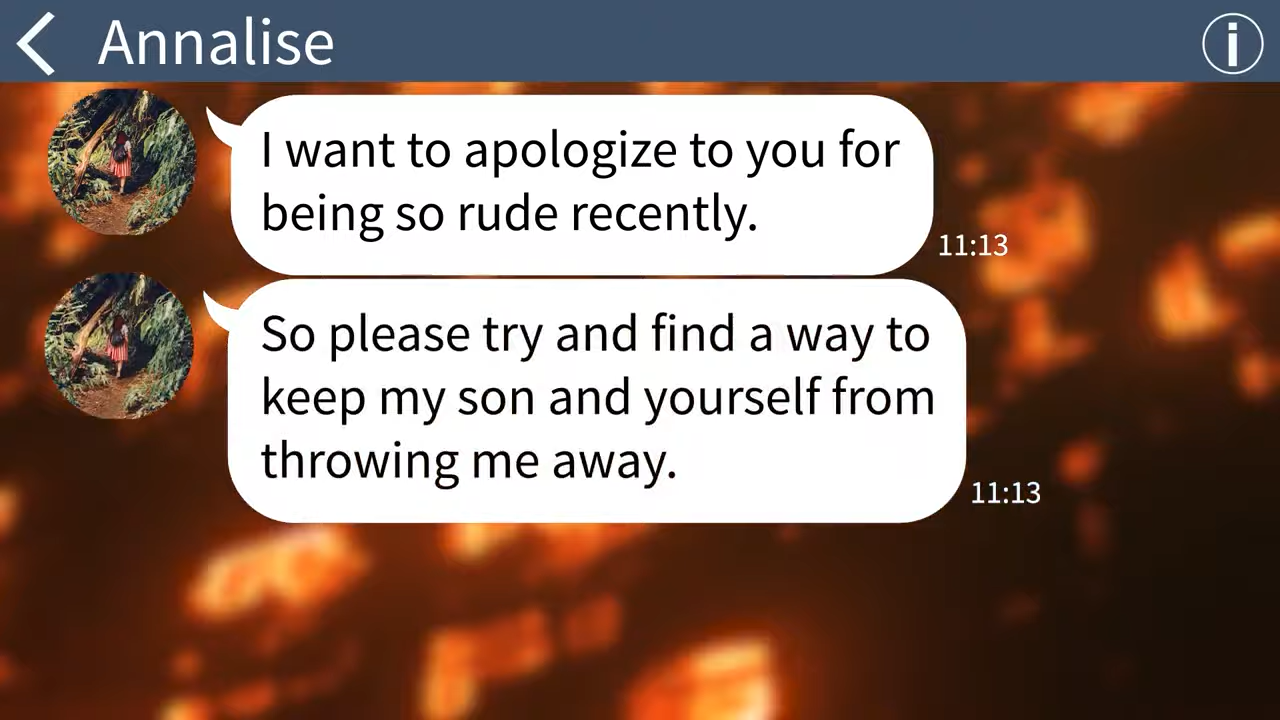 Annalise
I want to apologize to you for
being so rude recently.
11:13
So please try and find a way to
keep my son and yourself from
throwing me away.
11:13